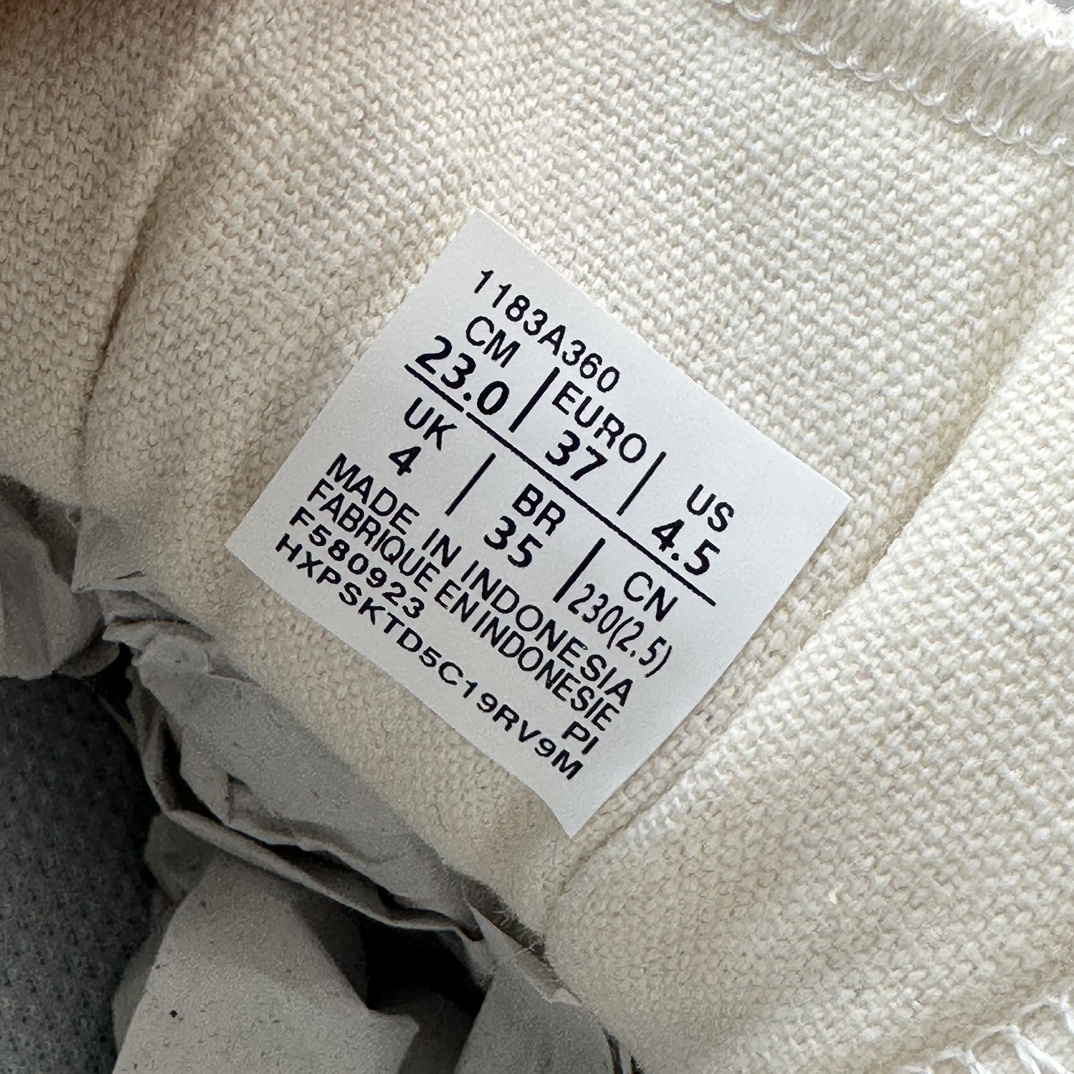 1183A360
CM | EURO | US
23.0 | 37 | 4.5
UK | BR | CN
4 | 35 | 230(2.5)
MADE IN INDONESIA
FABRIQUE EN INDONESIE
F580923 PI
HXPSKTD5C19RV9M